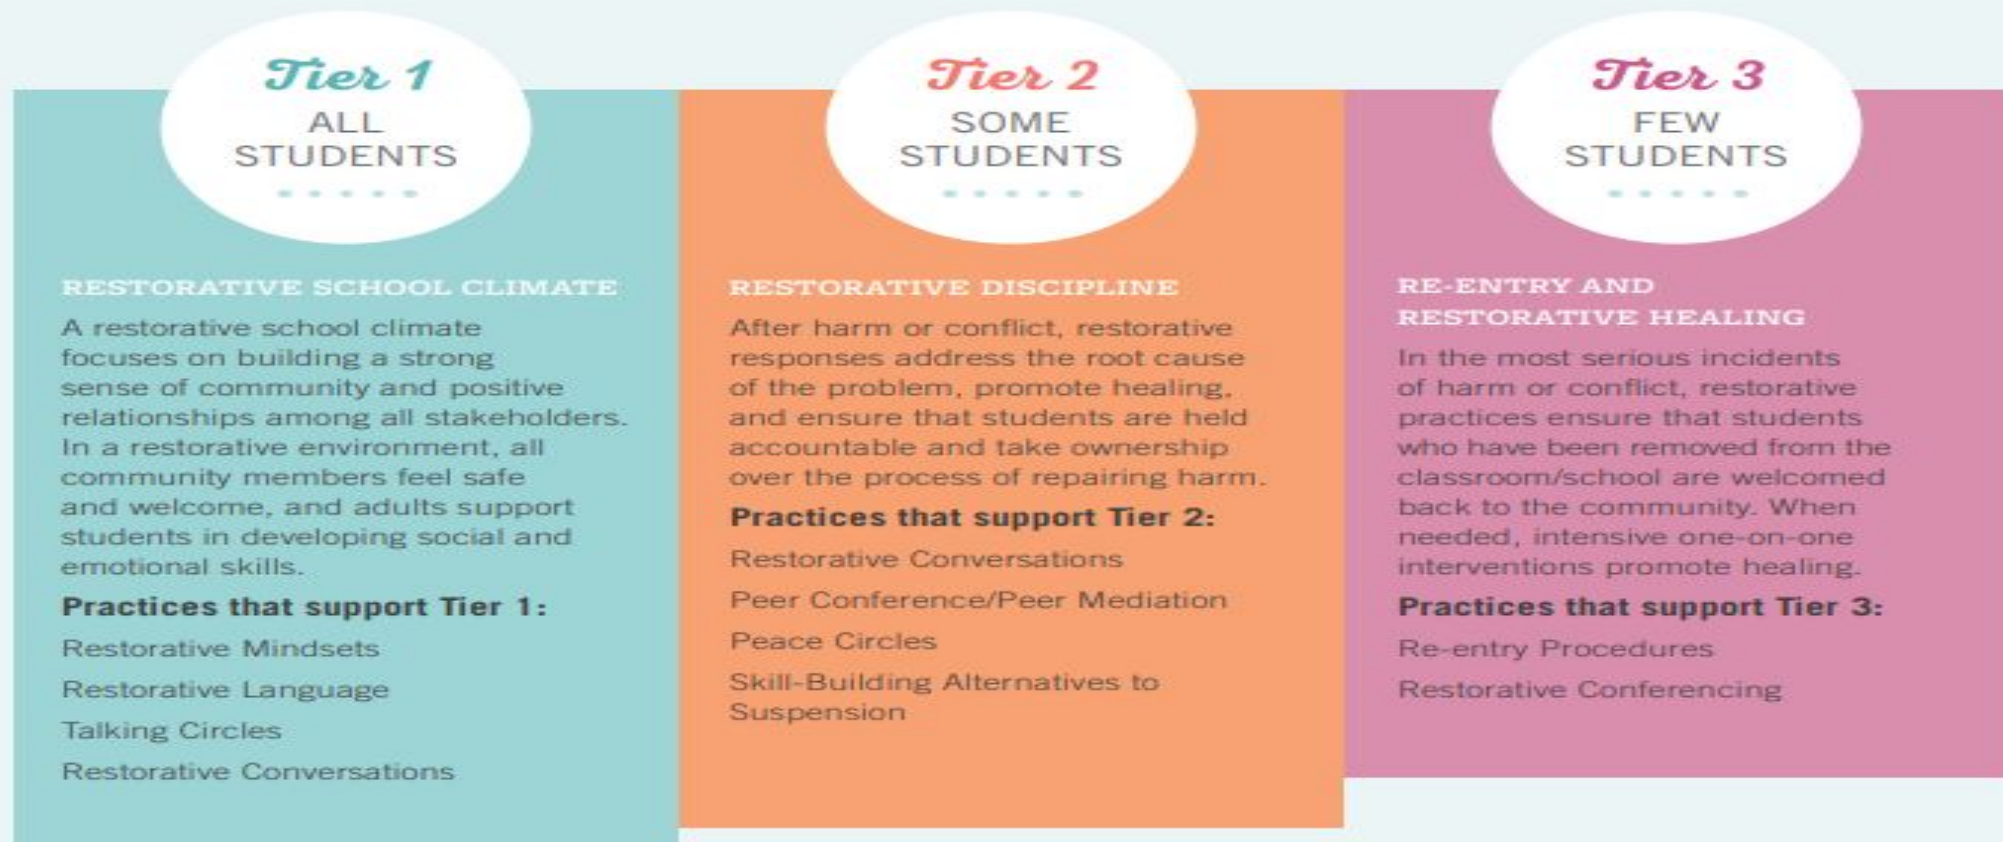 Tier 1
ALL
STUDENTS
RESTORATIVE SCHOOL CLIMATE
A restorative school climate
focuses on building a strong
sense of community and positive
relationships among all stakeholders.
In a restorative environment, all
community members feel safe
and welcome, and adults support
students in developing social and
emotional skills.
Practices that support Tier 1:
Restorative Mindsets
Restorative Language
Talking Circles
Restorative Conversations
Tier 2
SOME
STUDENTS
RESTORATIVE DISCIPLINE
After harm or conflict, restorative
responses address the root cause
of the problem, promote healing,
and ensure that students are held
accountable and take ownership
over the process of repairing harm.
Practices that support Tier 2:
Restorative Conversations
Peer Conference/Peer Mediation
Peace Circles
Skill-Building Alternatives to
Suspension
Tier 3
FEW
STUDENTS
RE-ENTRY AND
RESTORATIVE HEALING
In the most serious incidents
of harm or conflict, restorative
practices ensure that students
who have been removed from the
classroom/school are welcomed
back to the community. When
needed, intensive one-on-one
interventions promote healing.
Practices that support Tier 3:
Re-entry Procedures
Restorative Conferencing